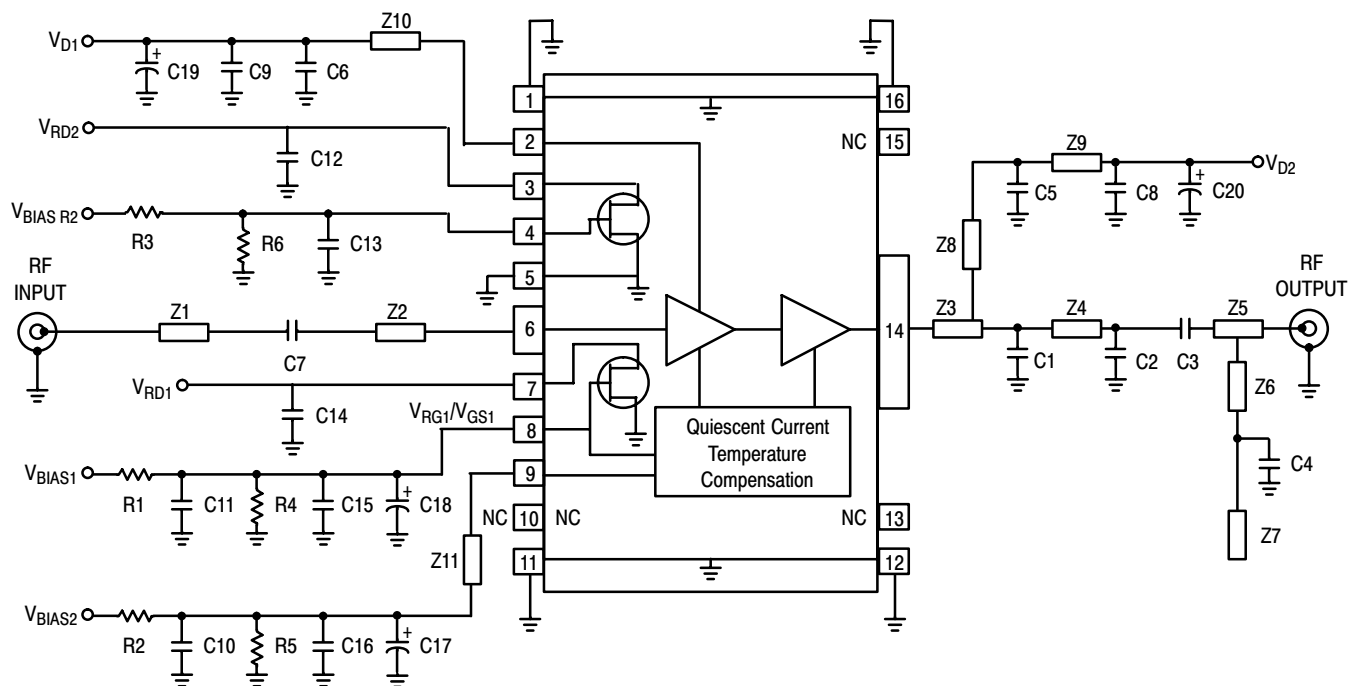 Z10
VD1
+
C19
C9
C6
1
16
VRD2
2
NC
15
C12
Z9
VD2
3
C5
C8
+
C20
VBIAS R2
R3
R6
C13
4
Z8
RF
INPUT
5
RF
OUTPUT
Z1
C7
Z2
6
14
Z3
Z4
Z5
C1
C2
C3
VRD1
7
Z6
C14
VRG1/VGS1
8
Quiescent Current
Temperature
Compensation
VBIAS1
9
C4
R1
C11
R4
C15
+
C18
NC
10
NC
NC
13
Z7
Z11
11
12
VBIAS2
R2
C10
R5
C16
+
C17